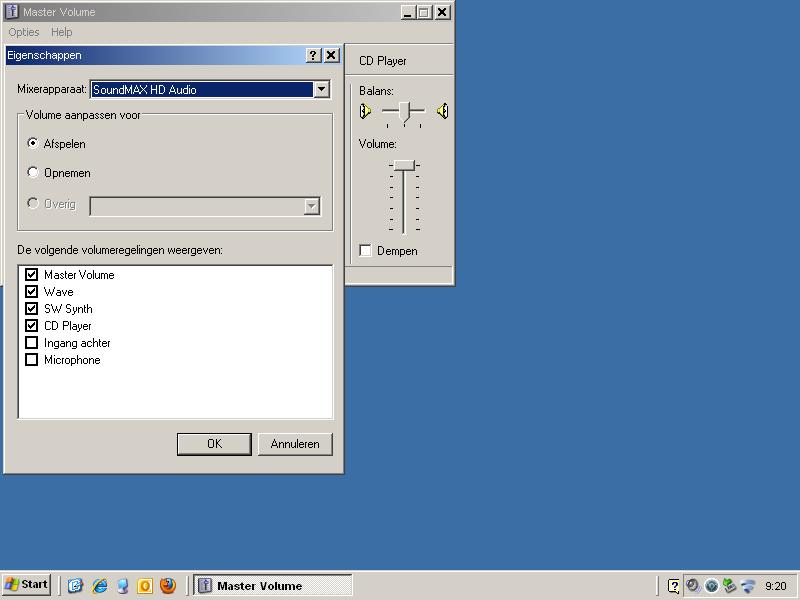 Master Volume
Opties Help
Eigenschappen
Mixerapparaat: SoundMAX HD Audio
Volume aanpassen voor
Afspelen
Opnemen
Overig
De volgende volumeregelingen weergeven:
Master Volume
Wave
SW Synth
CD Player
Ingang achter
Microphone
OK Annuleren
CD Player
Balans:
Volume:
Dempen
Start Master Volume 9:20